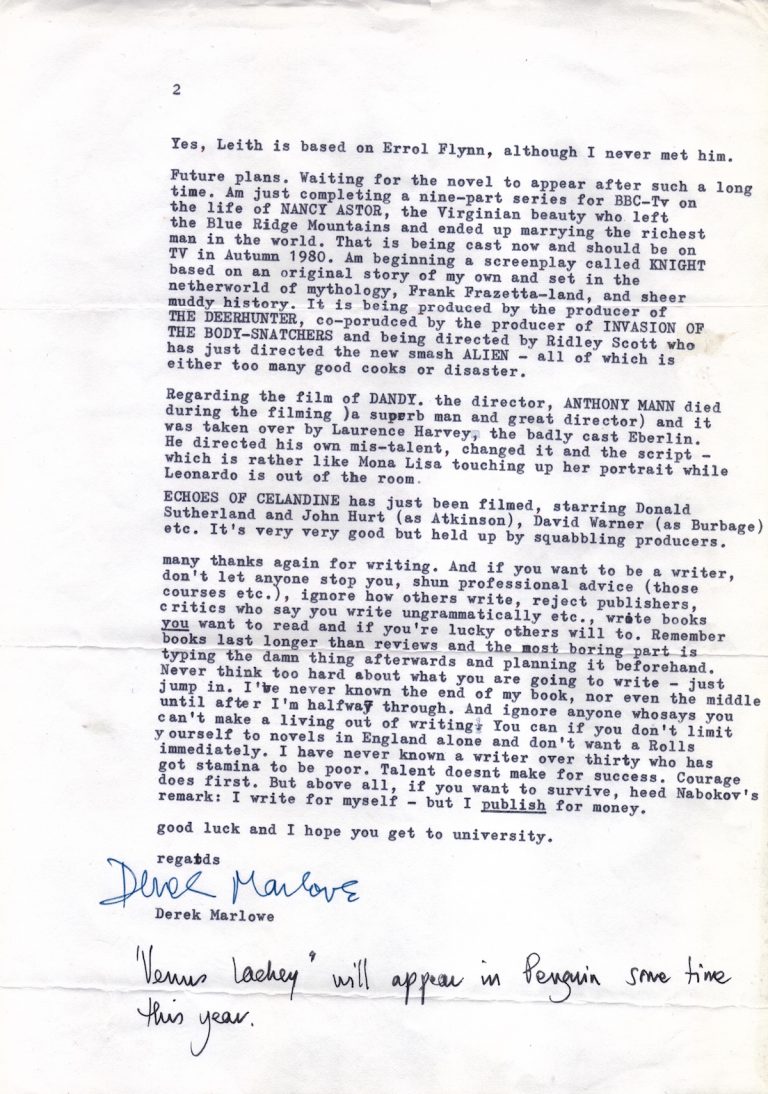 2
Yes, Leith is based on Errol Flynn, although I never met him.
Future plans. Waiting for the novel to appear after such a long
time. Am just completing a nine-part series for BBC-Tv on
the life of NANCY ASTOR, the Virginian beauty who left
the Blue Ridge Mountains and ended up marrying the richest
man in the world. That is being cast now and should be on
TV in Autumn 1980. Am beginning a screenplay called KNIGHT
based on an original story of my own and set in the
netherworld of mythology, Frank Frazetta-land, and sheer
muddy history. It is being produced by the producer of
THE DEERHUNTER, co-porudced by the producer of INVASION OF
THE BODY-SNATCHERS and being directed by Ridley Scott who
has just directed the new smash ALIEN - all of which is
either too many good cooks or disaster.
Regarding the film of DANDY. the director, ANTHONY MANN died
during the filming )a superb man and great director) and it
was taken over by Laurence Harvey, the badly cast Eberlin.
He directed his own mis-talent, changed it and the script -
which is rather like Mona Lisa touching up her portrait while
Leonardo is out of the room.
ECHOES OF CELANDINE has just been filmed, starring Donald
Sutherland and John Hurt (as Atkinson), David Warner (as Burbage)
etc. It's very very good but held up by squabbling producers.
many thanks again for writing. And if you want to be a writer,
don't let anyone stop you, shun professional advice (those
courses etc.), ignore how others write, reject publishers,
critics who say you write ungrammatically etc., write books
you want to read and if you're lucky others will to. Remember
books last longer than reviews and the most boring part is
typing the damn thing afterwards and planning it beforehand.
Never think too hard about what you are going to write - just
jump in. I've never known the end of my book, nor even the middle
until after I'm halfway through. And ignore anyone whosays you
can't make a living out of writing; You can if you don't limit
yourself to novels in England alone and don't want a Rolls
immediately. I have never known a writer over thirty who has
got stamina to be poor. Talent doesnt make for success. Courage
does first. But above all, if you want to survive, heed Nabokov's
remark: I write for myself - but I publish for money.
good luck and I hope you get to university.
regards
Derek Marlowe
Derek Marlowe
"Venus Lackey" will appear in Penguin some time
this year.